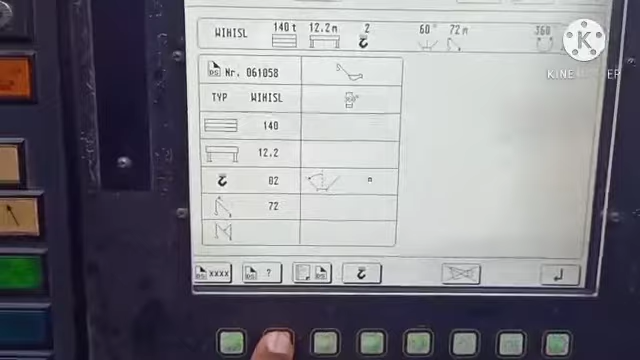 WIHISL 140 t 12.2 m 2 60° 72 m 360°
Nr. 061058
TYP WIHISL
360°
140
12.2
02
72
XXXX ?
K
KINEMASTER